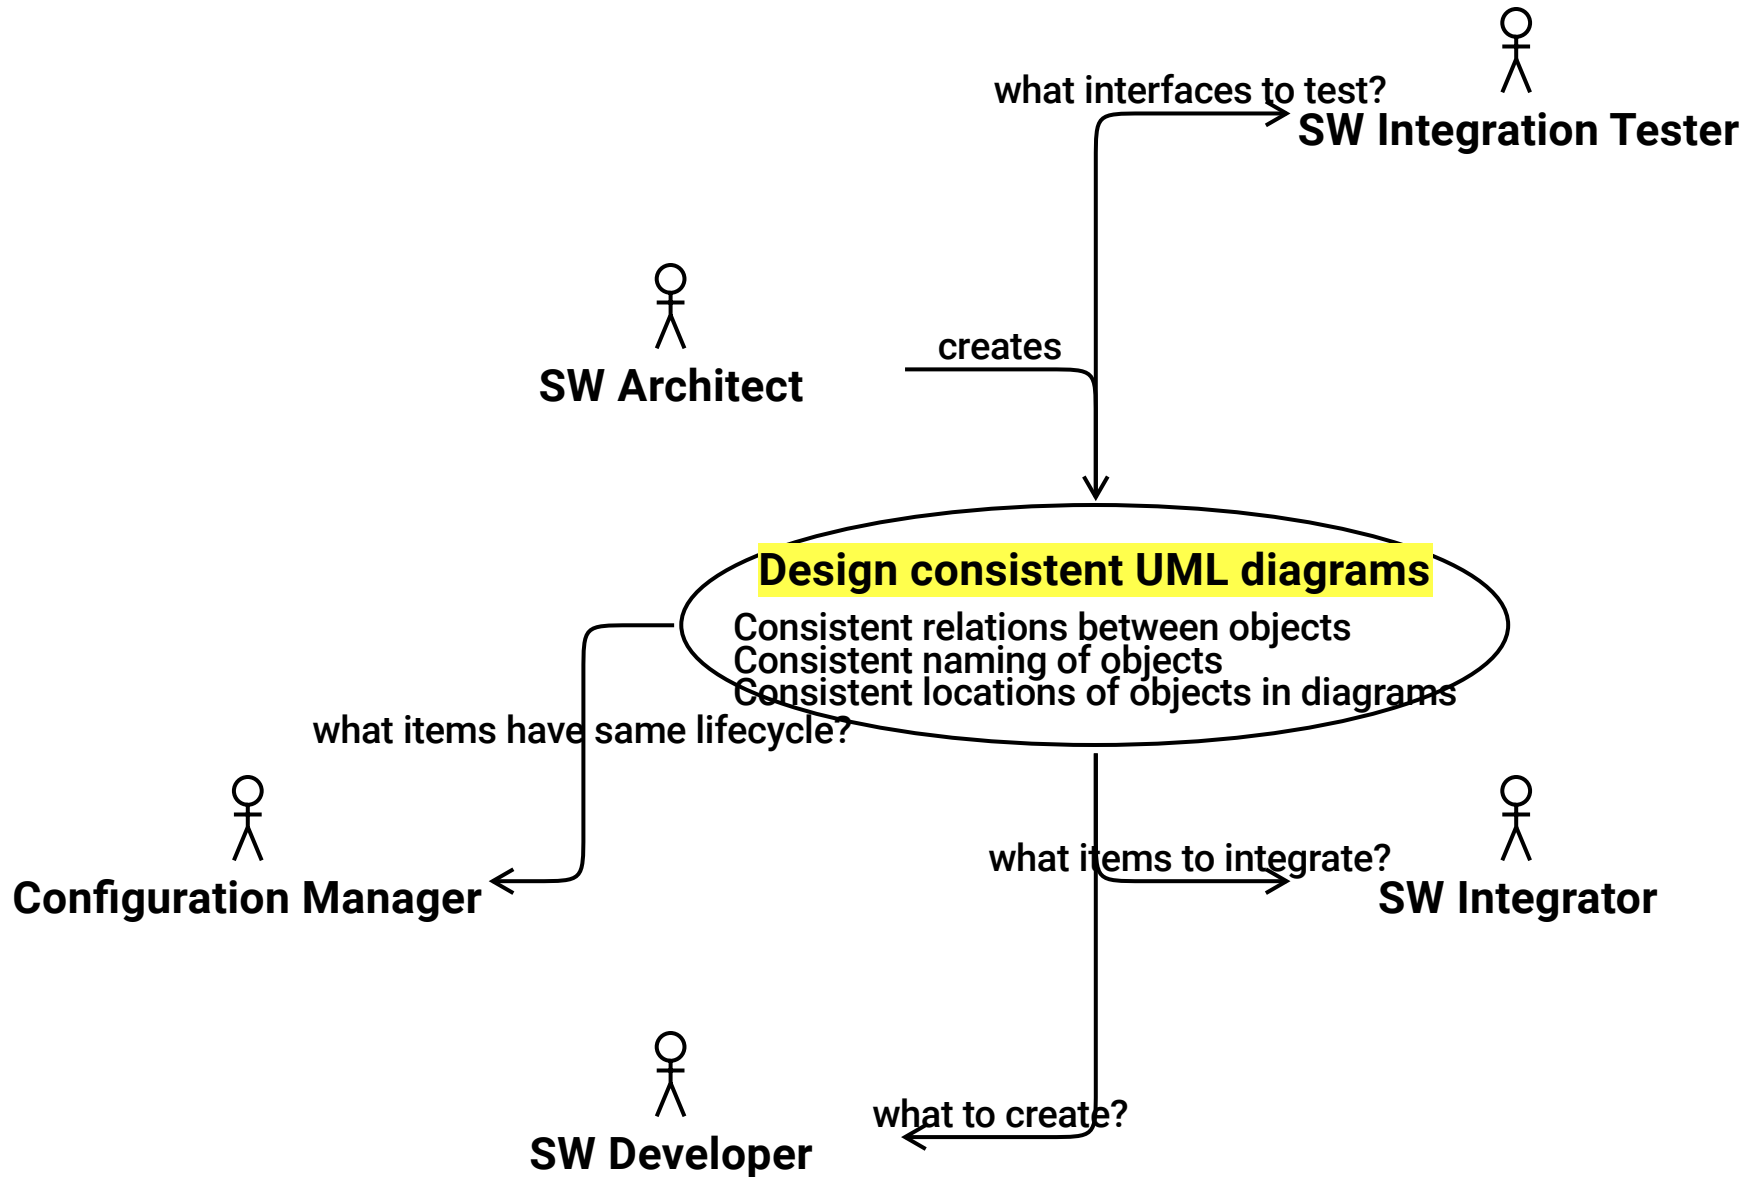 what interfaces to test?
SW Integration Tester
creates
SW Architect
Design consistent UML diagrams
Consistent relations between objects
Consistent naming of objects
Consistent locations of objects in diagrams
what items have same lifecycle?
Configuration Manager
what items to integrate?
SW Integrator
what to create?
SW Developer